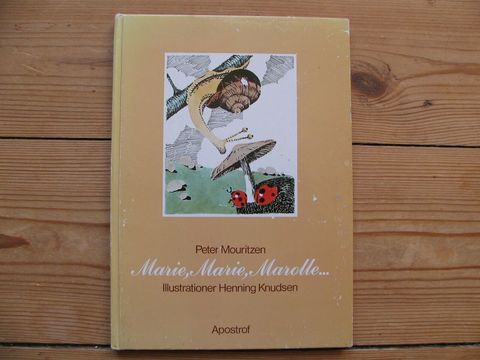 Peter Mouritzen
Marie, Marie, Marolle...
Illustrationer Henning Knudsen
Apostrof